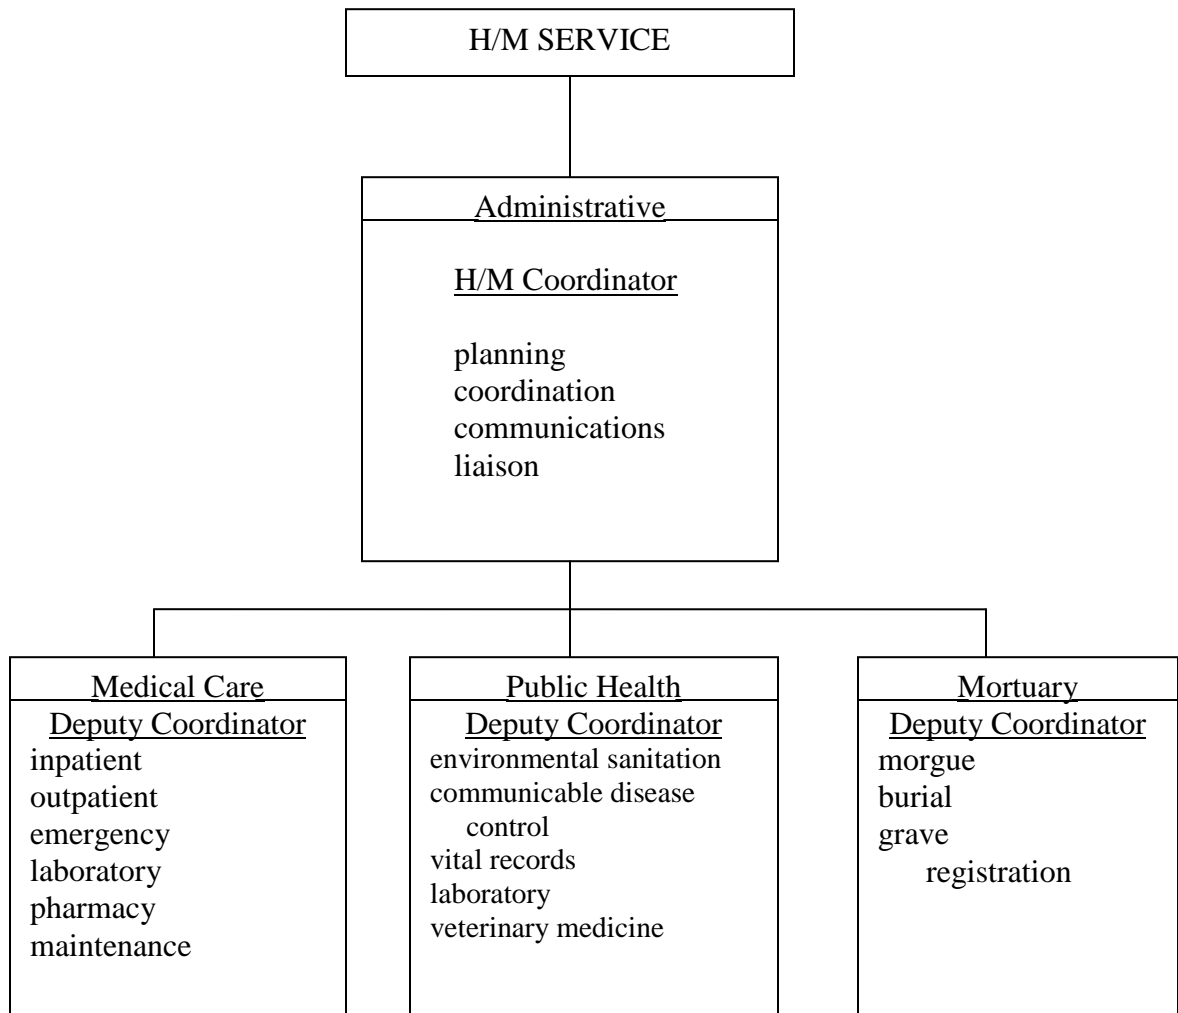 H/M SERVICE
Administrative
H/M Coordinator
planning
coordination
communications
liaison
Medical Care
Deputy Coordinator
inpatient
outpatient
emergency
laboratory
pharmacy
maintenance
Public Health
Deputy Coordinator
environmental sanitation
communicable disease
control
vital records
laboratory
veterinary medicine
Mortuary
Deputy Coordinator
morgue
burial
grave
registration